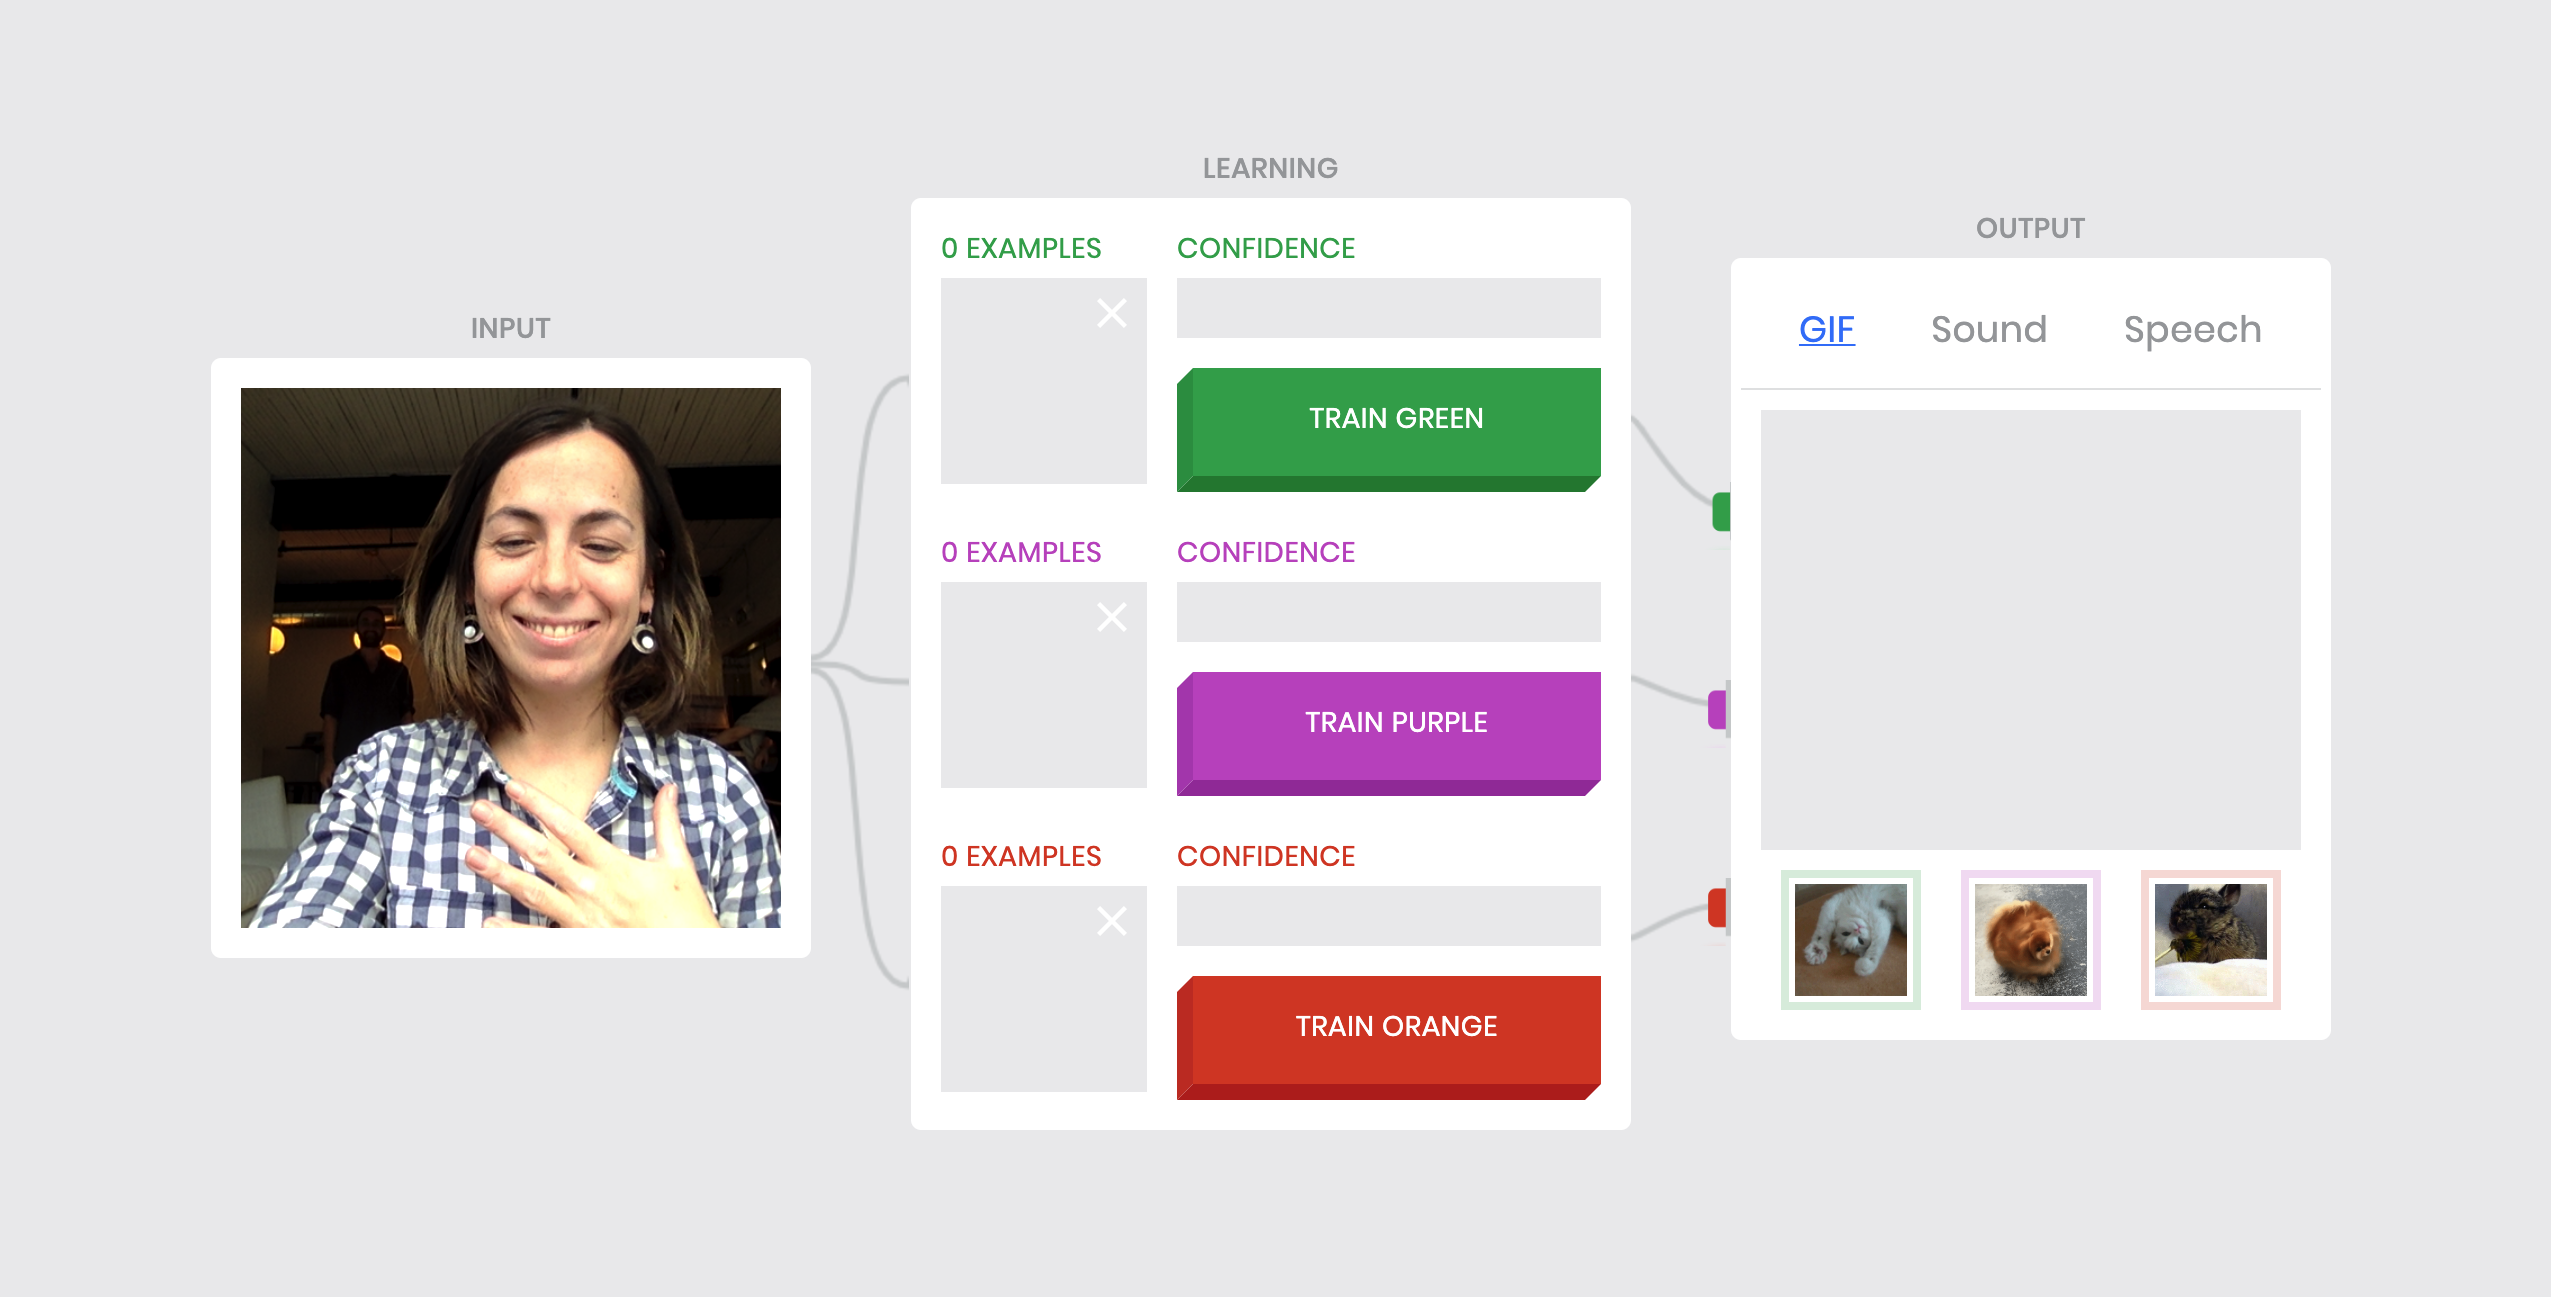 INPUT
LEARNING
0 EXAMPLES
CONFIDENCE
TRAIN GREEN
0 EXAMPLES
CONFIDENCE
TRAIN PURPLE
0 EXAMPLES
CONFIDENCE
TRAIN ORANGE
OUTPUT
GIF Sound Speech